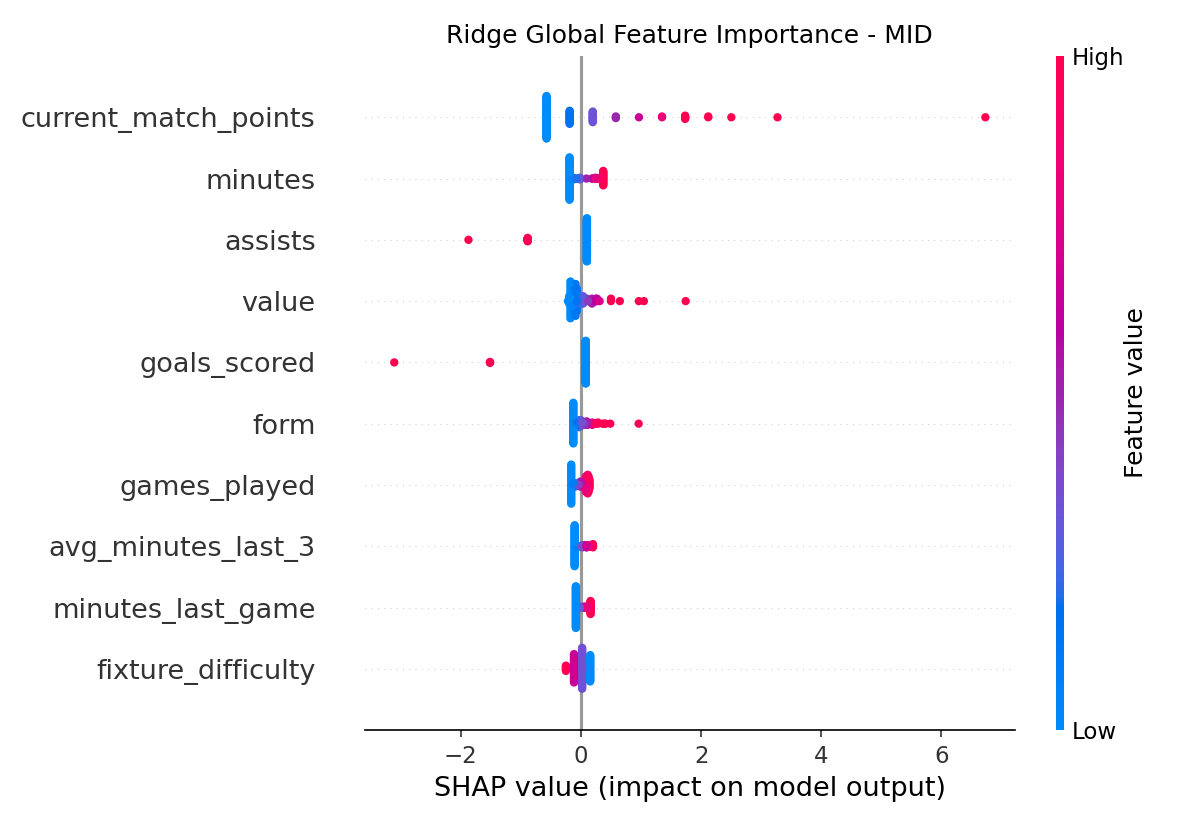 Ridge Global Feature Importance - MID
High
current_match_points
minutes
assists
value
goals_scored
form
games_played
avg_minutes_last_3
minutes_last_game
fixture_difficulty
Feature value
Low
−2 0 2 4 6
SHAP value (impact on model output)